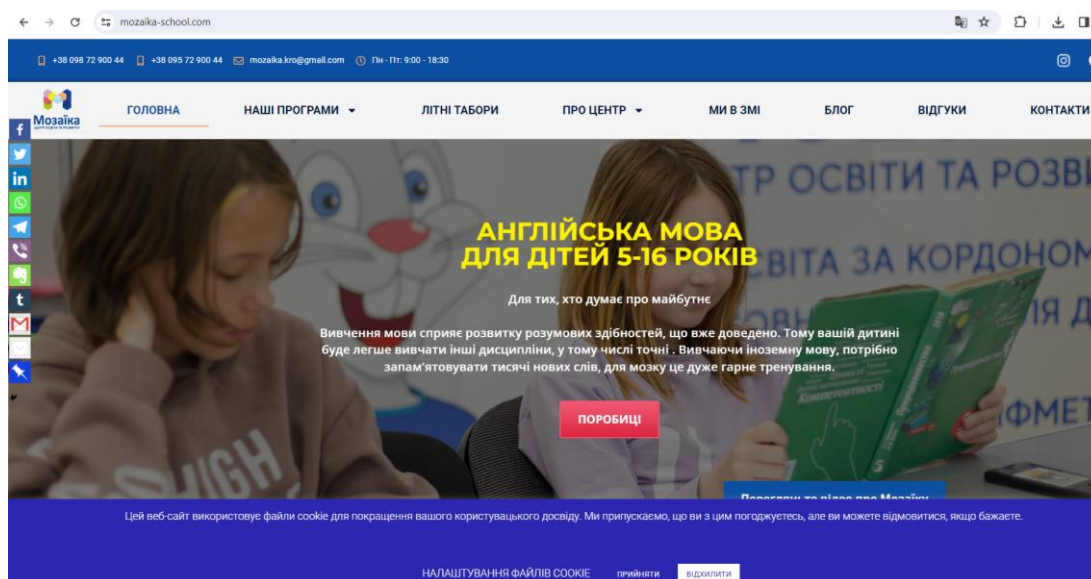 mozaika-school.com
+38 098 72 900 44 +38 095 72 900 44 mozaika.kro@gmail.com Пн - Пт: 9:00 - 18:30
Мозаїка
ГОЛОВНА НАШІ ПРОГРАМИ ЛІТНІ ТАБОРИ ПРО ЦЕНТР МИ В ЗМІ БЛОГ ВІДГУКИ КОНТАКТИ
ТР ОСВІТИ ТА РОЗВИ
АНГЛІЙСЬКА МОВА
ДЛЯ ДІТЕЙ 5-16 РОКІВ
СВІТА ЗА КОРДОНОМ
Для тих, хто думає про майбутнє
Вивчення мови сприяє розвитку розумових здібностей, що вже доведено. Тому вашій дитині
буде легше вивчати інші дисципліни, у тому числі точні . Вивчаючи іноземну мову, потрібно
запам'ятовувати тисячі нових слів, для мозку це дуже гарне тренування.
Компетентності
ПОРОБИЦІ
HIGH
Цей веб-сайт використовує файли cookie для покращення вашого користувацького досвіду. Ми припускаємо, що ви з цим погоджуєтесь, але ви можете відмовитися, якщо бажаєте.
НАЛАШТУВАННЯ ФАЙЛІВ COOKIE ПРИЙНЯТИ ВІДХИЛИТИ